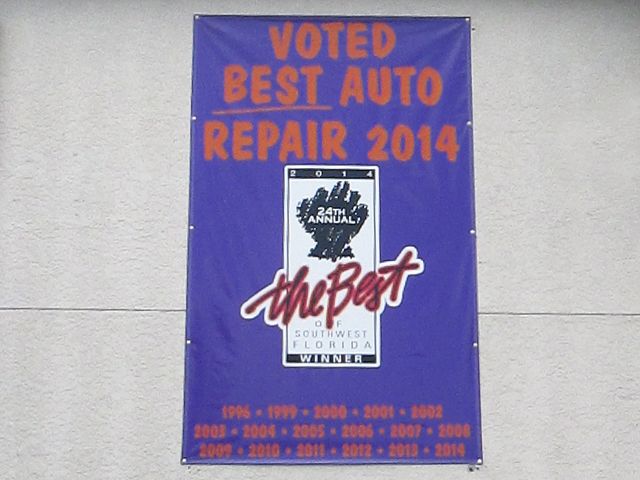 VOTED
BEST AUTO
REPAIR 2014
2014
24TH
ANNUAL
the Best
OF
SOUTHWEST
FLORIDA
WINNER
1996 • 1999 • 2000 • 2001 • 2002
2003 • 2004 • 2005 • 2006 • 2007 • 2008
2009 • 2010 • 2011 • 2012 • 2013 • 2014